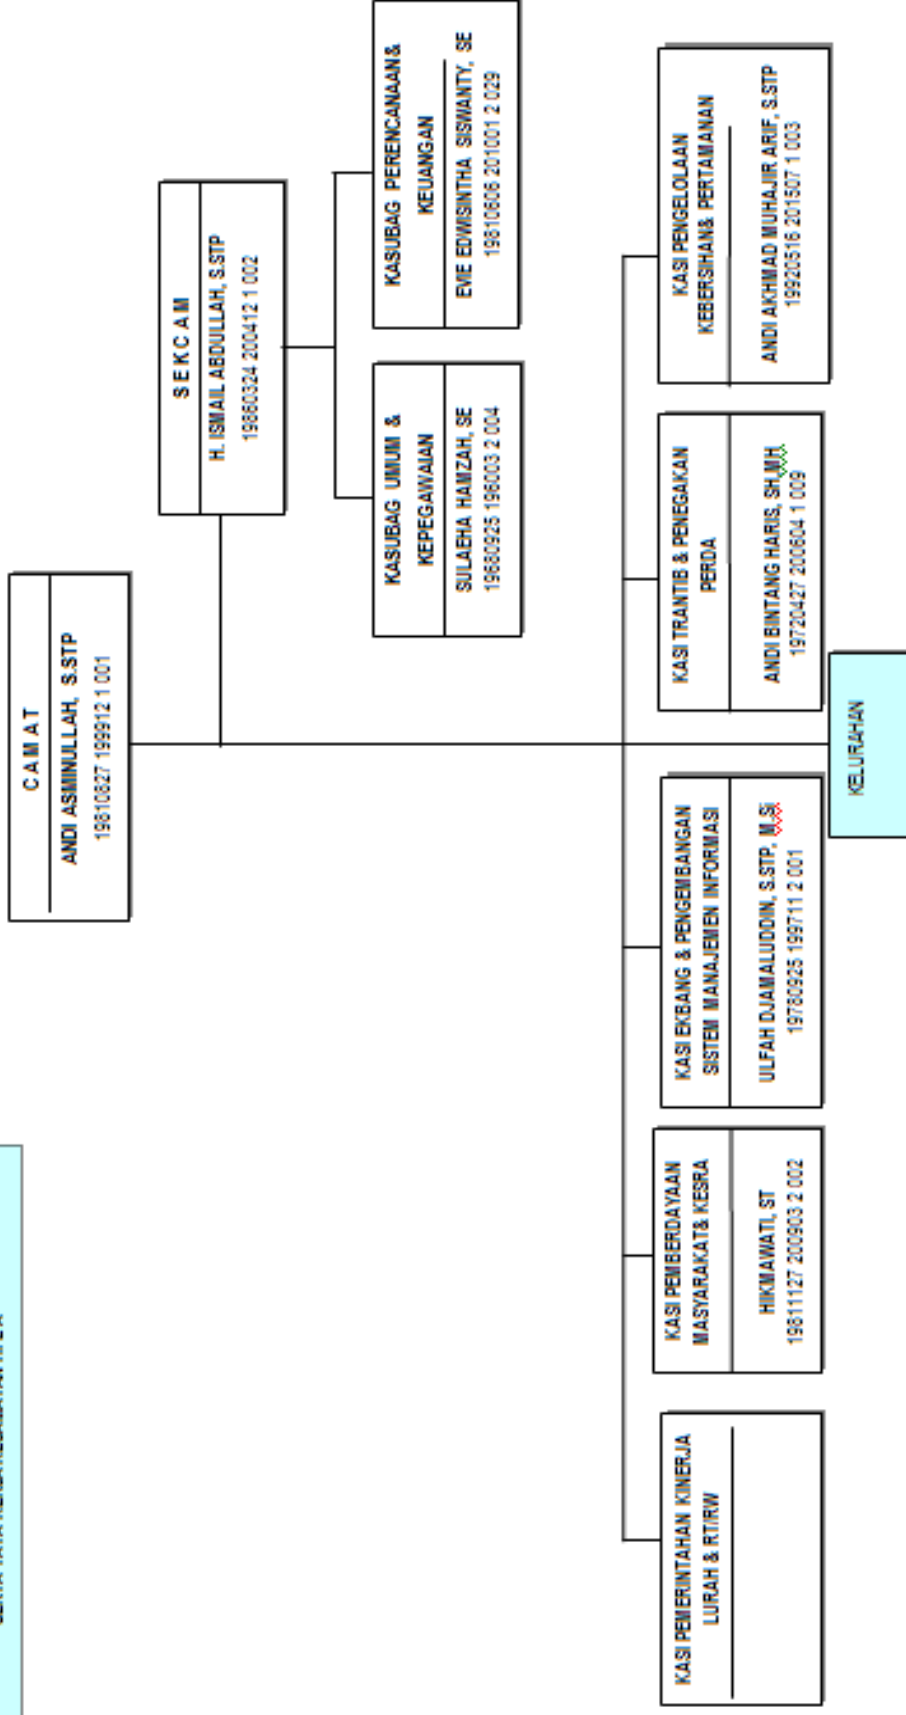 C A M A T
ANDI ASMINULLAH, S.STP
19810827 199912 1 001
S E K C A M
H. ISMAIL ABDULLAH, S.STP
19860324 200412 1 002
KASUBAG UMUM &
KEPEGAWAIAN
SULAEHA HAMZAH, SE
19680925 196003 2 004
KASUBAG PERENCANAAN&
KEUANGAN
EVIE EDWISINTHA SISWANTY, SE
19810606 201001 2 029
KASI PEMERINTAHAN KINERJA
LURAH & RT/RW
KASI PEMBERDAYAAN
MASYARAKAT& KESRA
HIKMAWATI, ST
19811127 200903 2 002
KASI EKBANG & PENGEMBANGAN
SISTEM MANAJEMEN INFORMASI
ULFAH DJAMALUDDIN, S.STP, M.Si
19780925 199711 2 001
KASI TRANTIB & PENEGAKAN
PERDA
ANDI BINTANG HARIS, SH,MH
19720427 200604 1 009
KASI PENGELOLAAN
KEBERSIHAN& PERTAMANAN
ANDI AKHMAD MUHAJIR ARIF, S.STP
19920516 201507 1 003
KELURAHAN